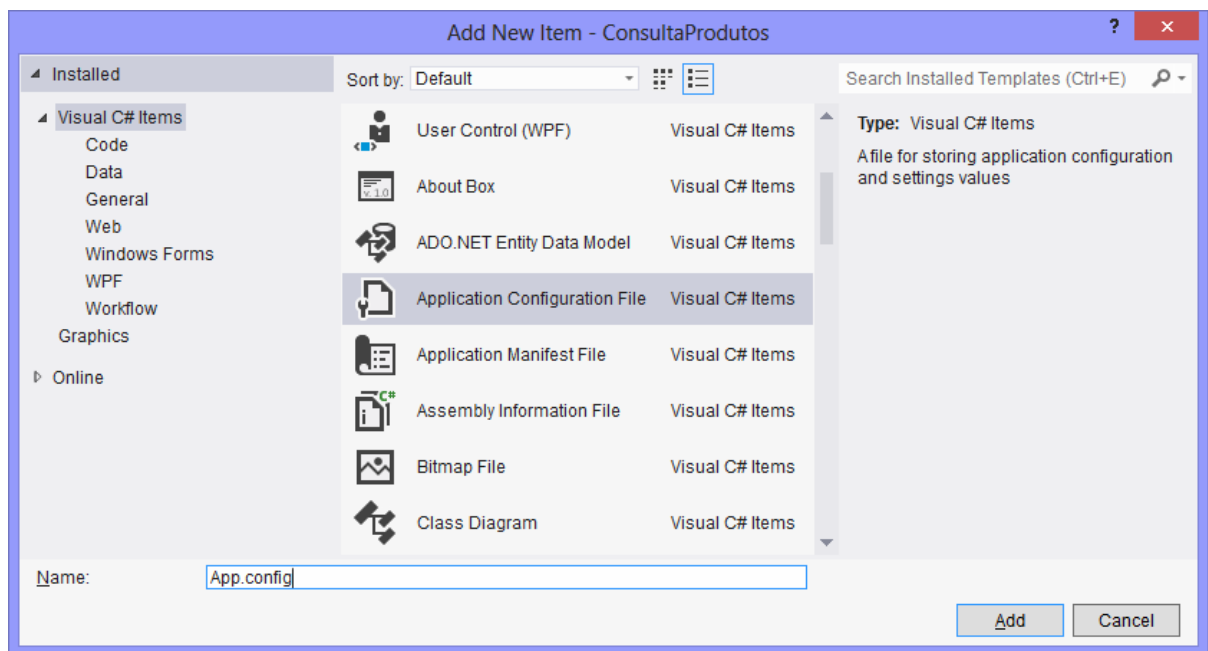 Add New Item - ConsultaProdutos
?
Installed
Sort by: Default
Search Installed Templates (Ctrl+E)
Visual C# Items
Code
Data
General
Web
Windows Forms
WPF
Workflow
Graphics
Online
User Control (WPF) Visual C# Items
v. 1.0
About Box Visual C# Items
ADO.NET Entity Data Model Visual C# Items
Application Configuration File Visual C# Items
Application Manifest File Visual C# Items
C#
Assembly Information File Visual C# Items
Bitmap File Visual C# Items
Class Diagram Visual C# Items
Type: Visual C# Items
A file for storing application configuration
and settings values
Name: App.config
Add Cancel